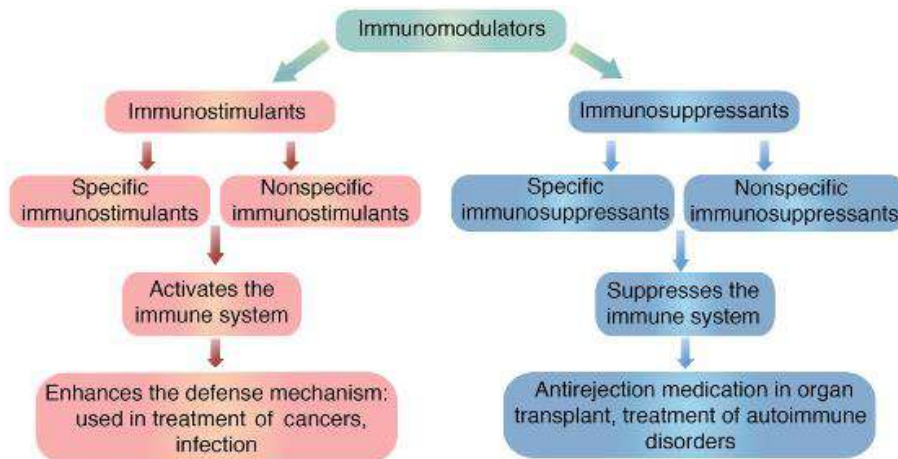 Immunomodulators
Immunostimulants
Immunosuppressants
Specific
immunostimulants
Nonspecific
immunostimulants
Specific
immunosuppressants
Nonspecific
immunosuppressants
Activates the
immune system
Suppresses the
immune system
Enhances the defense mechanism:
used in treatment of cancers,
infection
Antirejection medication in organ
transplant, treatment of autoimmune
disorders